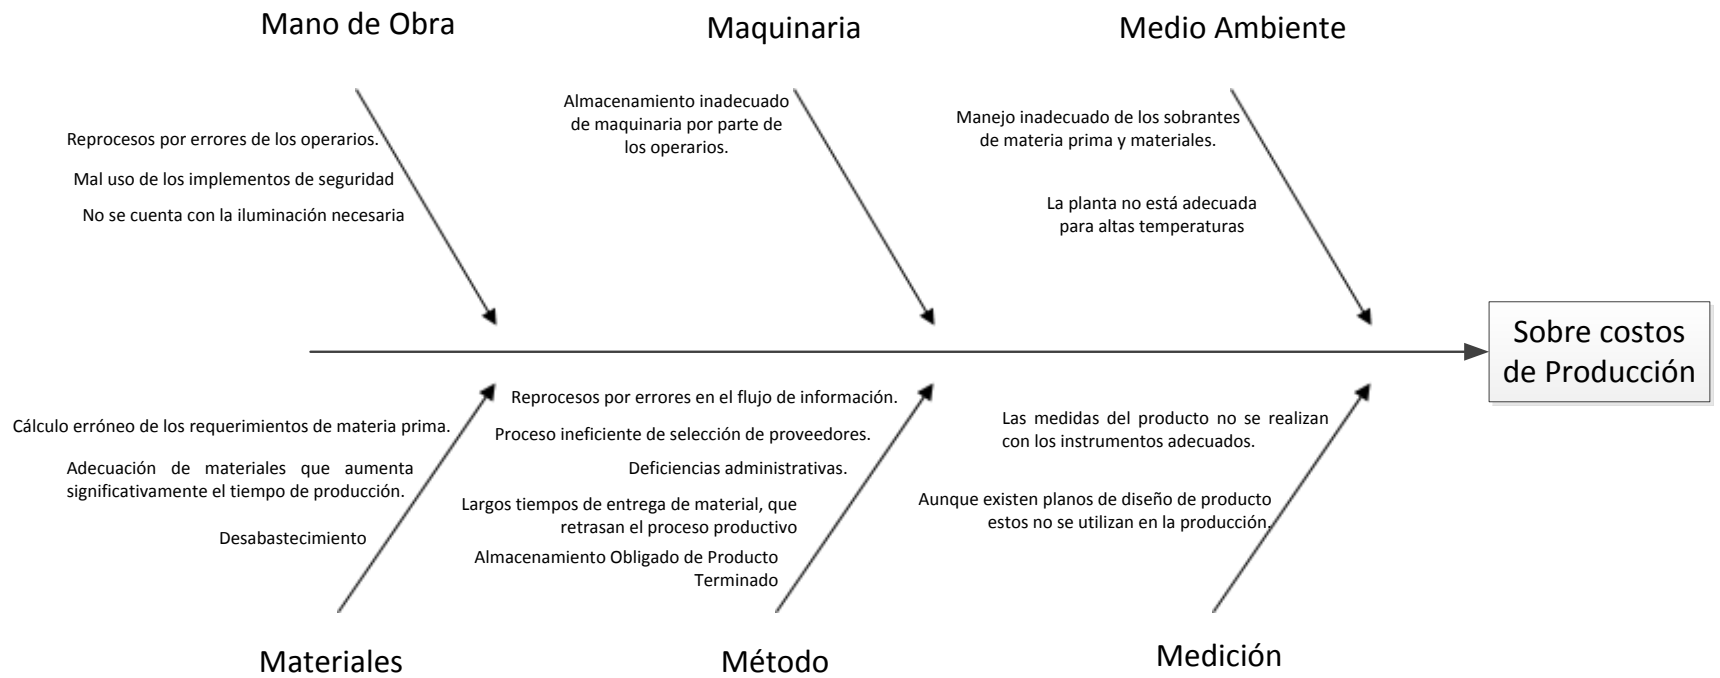 Mano de Obra
Maquinaria
Medio Ambiente
Reprocesos por errores de los operarios.
Mal uso de los implementos de seguridad
No se cuenta con la iluminación necesaria
Almacenamiento inadecuado
de maquinaria por parte de
los operarios.
Manejo inadecuado de los sobrantes
de materia prima y materiales.
La planta no está adecuada
para altas temperaturas
Sobre costos
de Producción
Cálculo erróneo de los requerimientos de materia prima.
Adecuación de materiales que aumenta
significativamente el tiempo de producción.
Desabastecimiento
Reprocesos por errores en el flujo de información.
Proceso ineficiente de selección de proveedores.
Deficiencias administrativas.
Largos tiempos de entrega de material, que
retrasan el proceso productivo
Almacenamiento Obligado de Producto
Terminado
Las medidas del producto no se realizan
con los instrumentos adecuados.
Aunque existen planos de diseño de producto
estos no se utilizan en la producción.
Materiales
Método
Medición